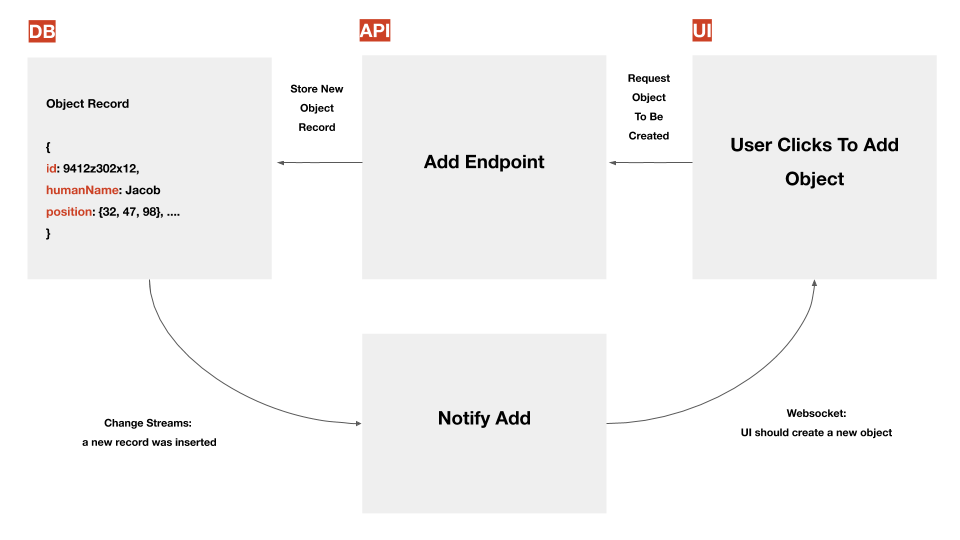 DB
API
UI
Object Record
{
id: 9412z302x12,
humanName: Jacob
position: {32, 47, 98}, ....
}
Store New
Object
Record
Add Endpoint
Request
Object
To Be
Created
User Clicks To Add
Object
Change Streams:
a new record was inserted
Notify Add
Websocket:
UI should create a new object